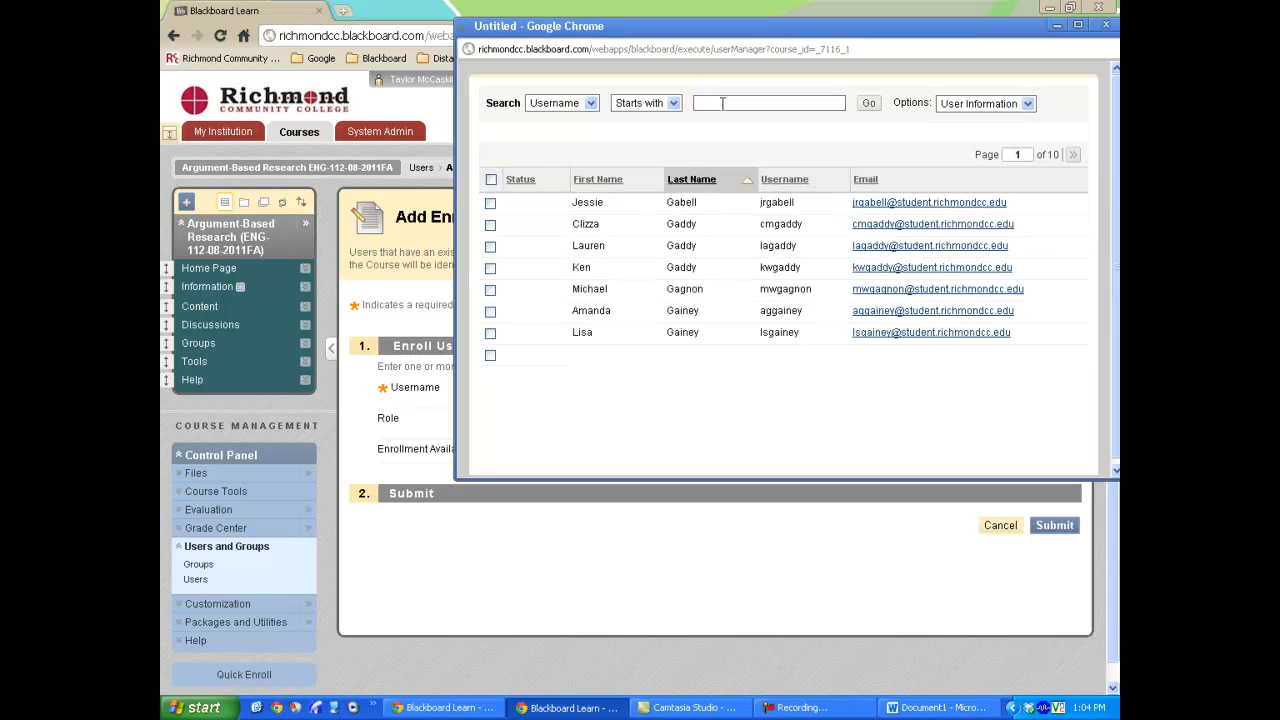 Blackboard Learn
richmondcc.blackboard.com/weba
Richmond Community ...
Google
Blackboard
Dista
Taylor McCaskil
Richmond
COMMUNITY COLLEGE
My Institution
Courses
System Admin
Argument-Based Research ENG-112-08-2011FA
Users
A
Argument-Based
Research (ENG-
112-08-2011FA)
Home Page
Information
Content
Discussions
Groups
Tools
Help
COURSE MANAGEMENT
Control Panel
Files
Course Tools
Evaluation
Grade Center
Users and Groups
Groups
Users
Customization
Packages and Utilities
Help
Quick Enroll
Add Enr
Users that have an exis
the Course will be iden
Indicates a required
1. Enroll Us
Enter one or mor
Username
Role
Enrollment Availa
2. Submit
Cancel
Submit
Untitled - Google Chrome
richmondcc.blackboard.com/webapps/blackboard/execute/userManager?course_id=_7116_1
Search Username Starts with Go Options: User Information
Page 1 of 10
Status First Name Last Name Username Email
Jessie Gabell jrgabell jrgabell@student.richmondcc.edu
Clizza Gaddy cmgaddy cmgaddy@student.richmondcc.edu
Lauren Gaddy lagaddy lagaddy@student.richmondcc.edu
Ken Gaddy kwgaddy kwgaddy@student.richmondcc.edu
Michael Gagnon mwgagnon mwgagnon@student.richmondcc.edu
Amanda Gainey aggainey aggainey@student.richmondcc.edu
Lisa Gainey lsgainey lsgainey@student.richmondcc.edu
start
Blackboard Learn - ...
Blackboard Learn - ...
Camtasia Studio - ...
Recording...
Document1 - Micro...
1:04 PM